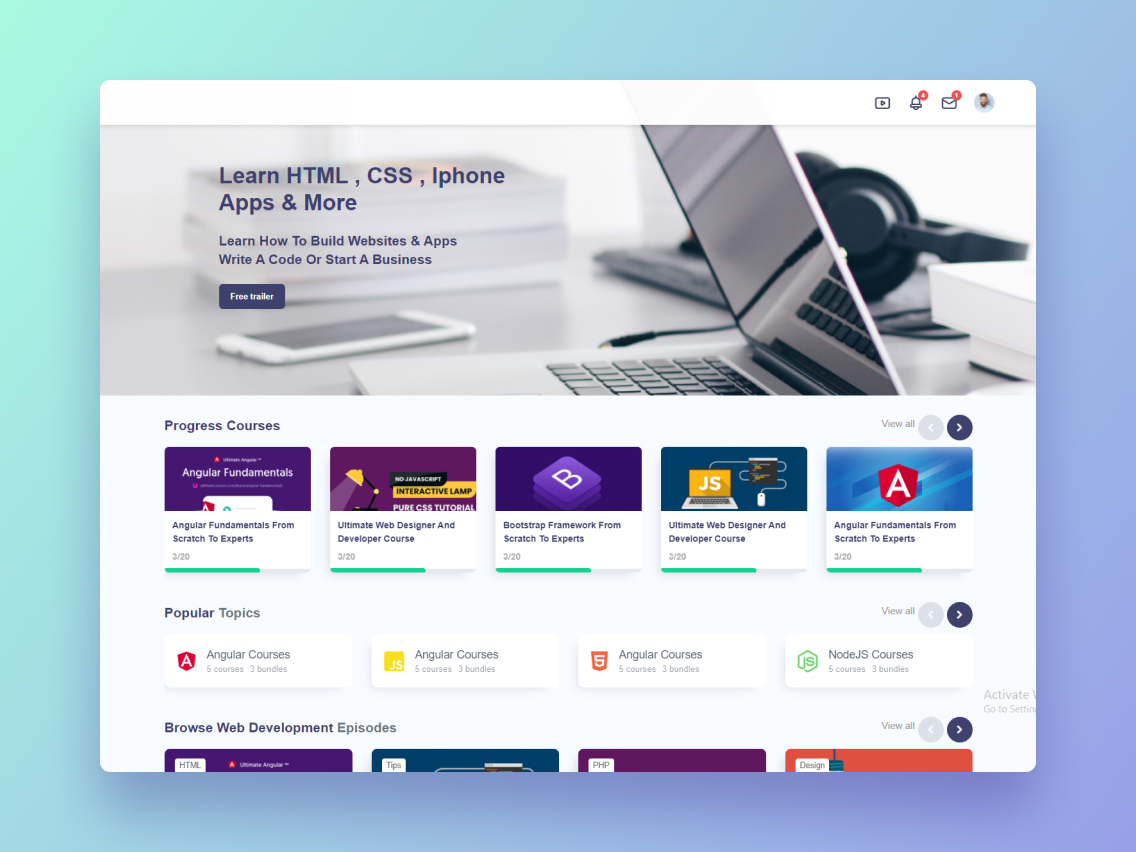 4
1
Learn HTML , CSS , Iphone
Apps & More
Learn How To Build Websites & Apps
Write A Code Or Start A Business
Free trailer
Progress Courses
View all
Ultimate Angular™
Angular Fundamentals
NO JAVASCRIPT
INTERACTIVE LAMP
PURE CSS TUTORIAL
JS
A
Angular Fundamentals From
Scratch To Experts
3/20
Ultimate Web Designer And
Developer Course
3/20
Bootstrap Framework From
Scratch To Experts
3/20
Ultimate Web Designer And
Developer Course
3/20
Angular Fundamentals From
Scratch To Experts
3/20
Popular Topics
View all
Angular Courses
5 courses 3 bundles
JS
Angular Courses
5 courses 3 bundles
5
Angular Courses
5 courses 3 bundles
JS
NodeJS Courses
5 courses 3 bundles
Activate
Go to Settin
Browse Web Development Episodes
View all
HTML
Ultimate Angular™
Tips
PHP
Design